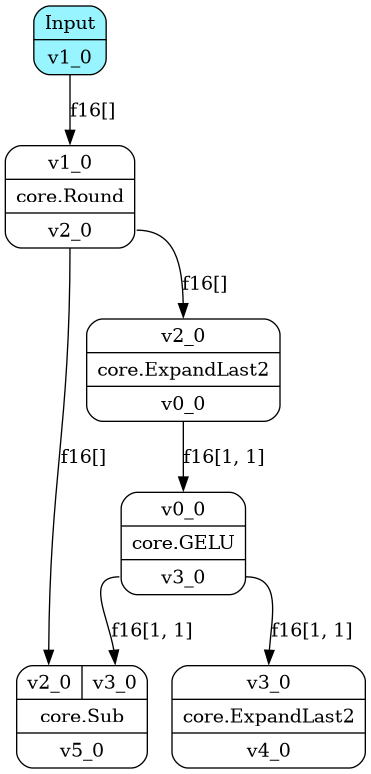 Input
v1_0
f16[]
v1_0
core.Round
v2_0
f16[]
v2_0
core.ExpandLast2
v0_0
f16[]
f16[1, 1]
v0_0
core.GELU
v3_0
f16[1, 1]
f16[1, 1]
v2_0 v3_0
core.Sub
v5_0
v3_0
core.ExpandLast2
v4_0